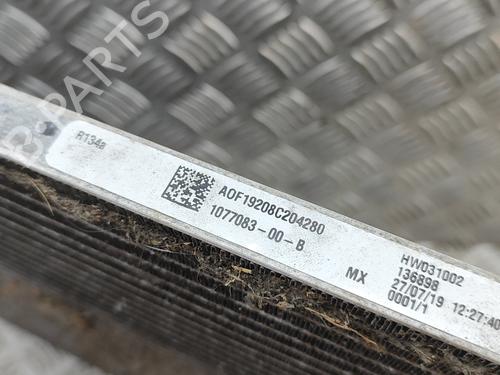 R134a
AOF19208C204280
1077083-00-B
MX
HW031002
136898
27/07/19 12:27:40
0001/1
B-PARTS